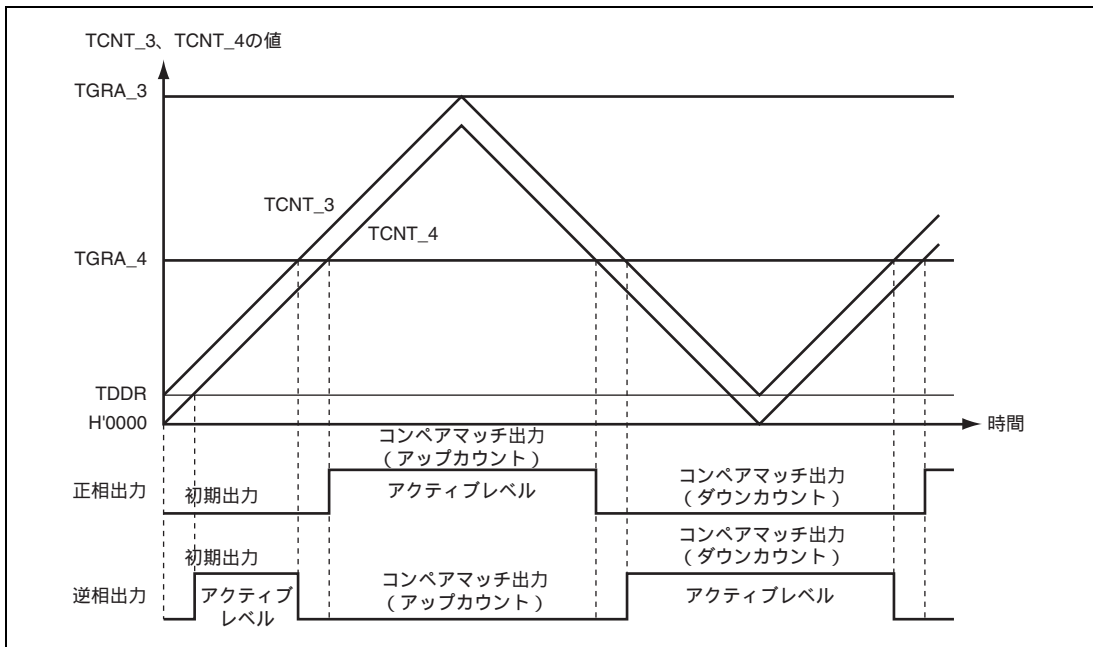 TCNT_3、TCNT_4の値
TGRA_3
TCNT_3
TCNT_4
TGRA_4
TDDR
H'0000
時間
コンペアマッチ出力
(アップカウント)
正相出力
初期出力
アクティブレベル
コンペアマッチ出力
(ダウンカウント)
初期出力
コンペアマッチ出力
(ダウンカウント)
逆相出力
アクティブ
レベル
コンペアマッチ出力
(アップカウント)
アクティブレベル